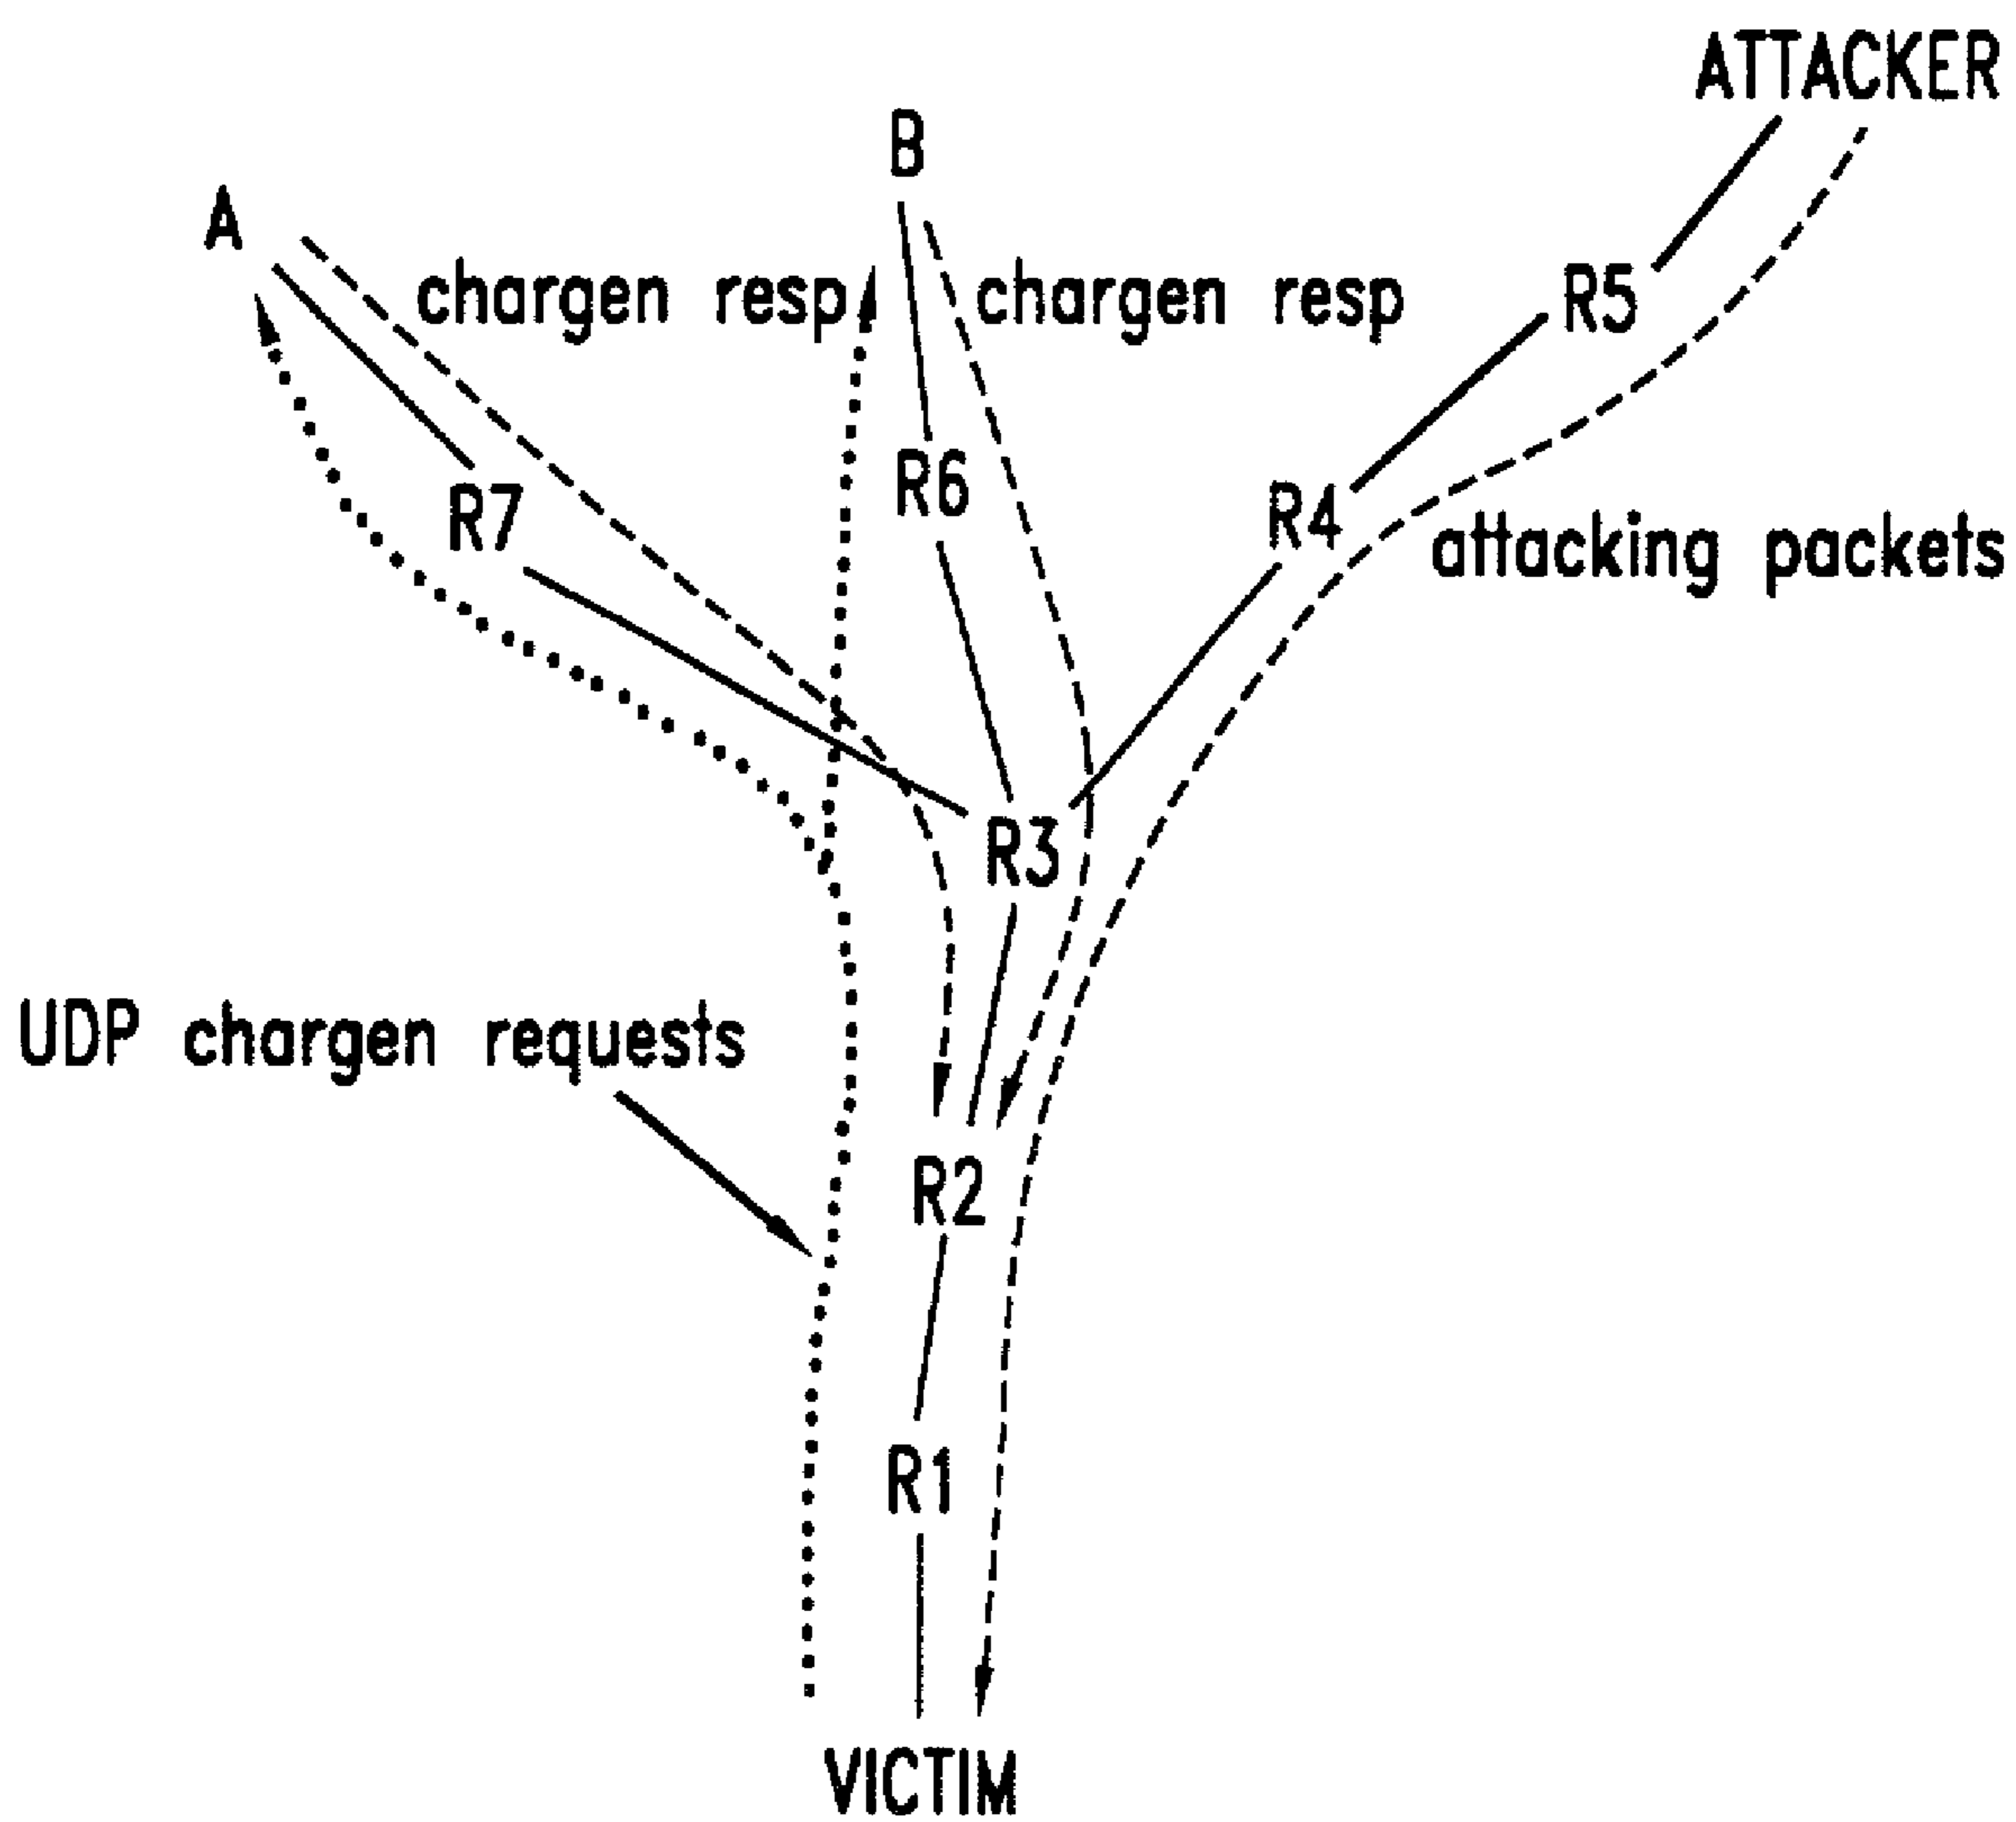 ATTACKER
B
A
chargen resp
chargen resp
R5
R6
R7
R4
attacking packets
R3
UDP chargen requests
R2
R1
VICTIM